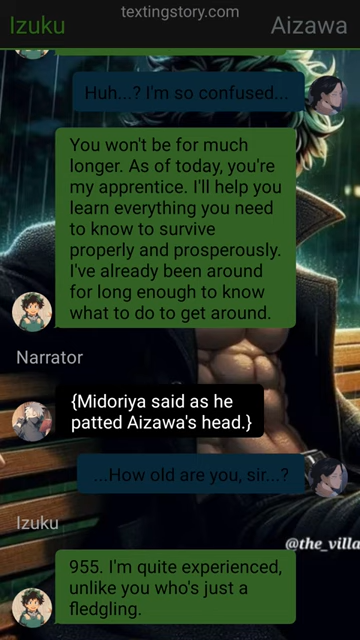 textingstory.com
Izuku
Aizawa
Huh...? I'm so confused...
You won't be for much
longer. As of today, you're
my apprentice. I'll help you
learn everything you need
to know to survive
properly and prosperously.
I've already been around
for long enough to know
what to do to get around.
Narrator
{Midoriya said as he
patted Aizawa's head.}
...How old are you, sir...?
Izuku
@the_villa
955. I'm quite experienced,
unlike you who's just a
fledgling.